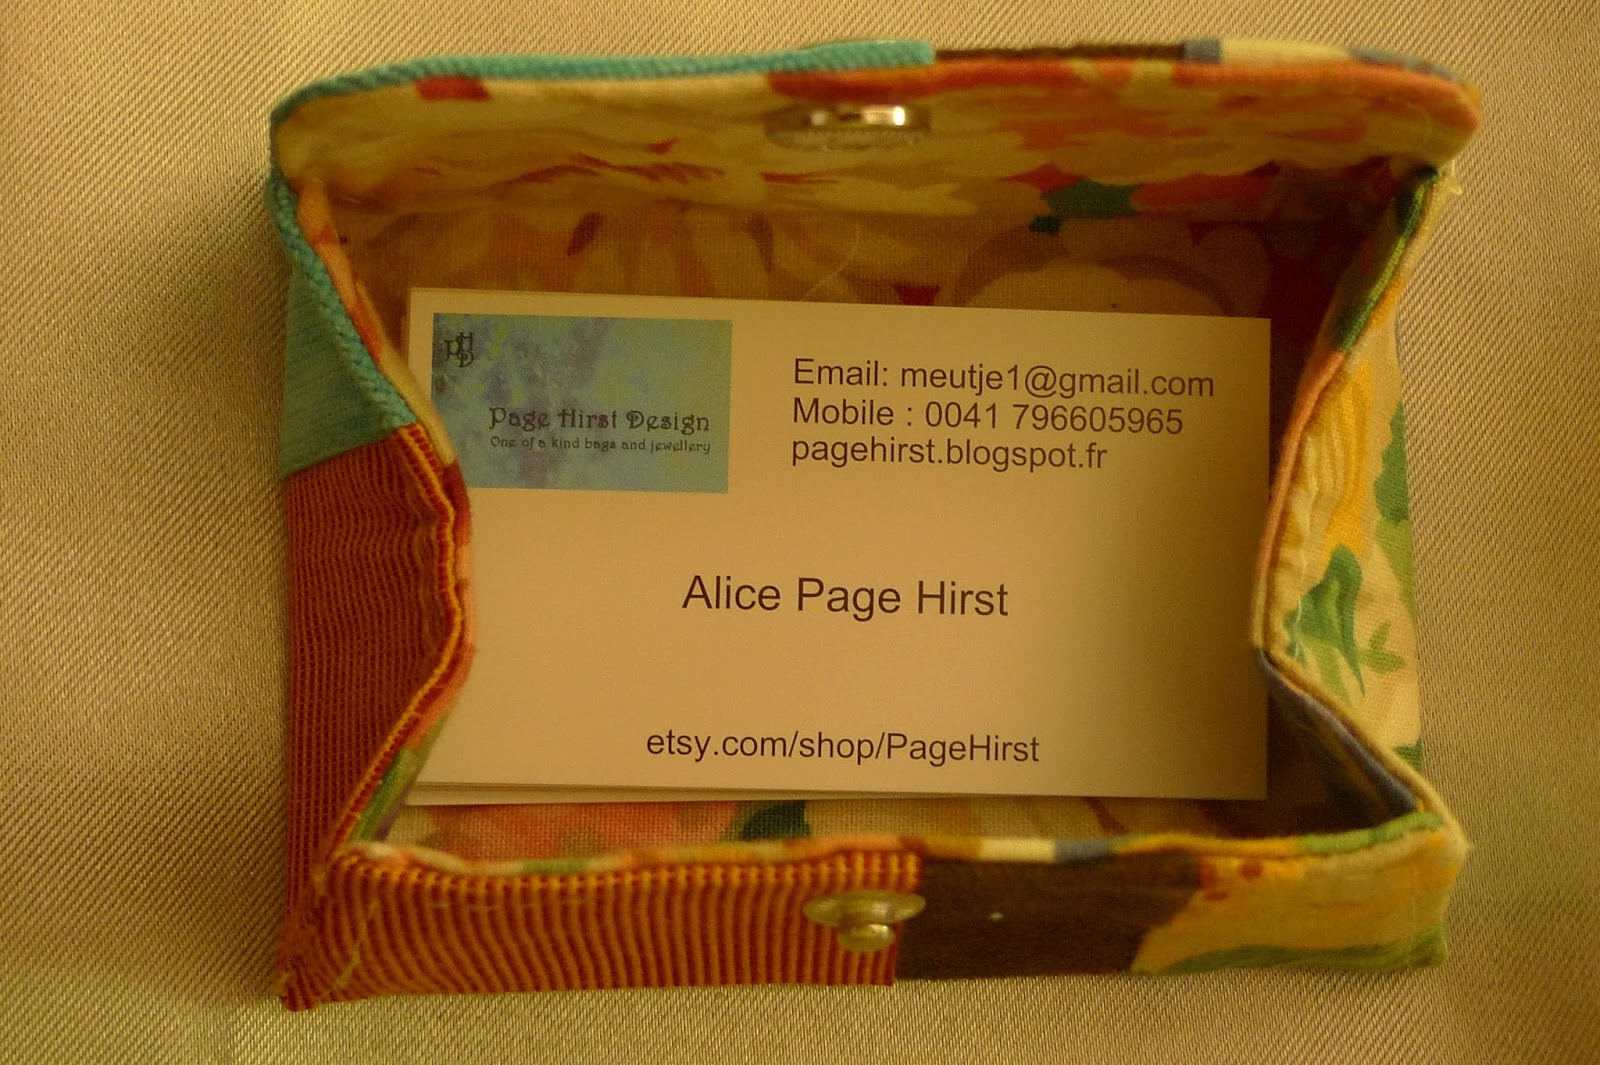 PHD
Page Hirst Design
One of a kind bags and jewellery
Email: meutje1@gmail.com
Mobile : 0041 796605965
pagehirst.blogspot.fr
Alice Page Hirst
etsy.com/shop/PageHirst